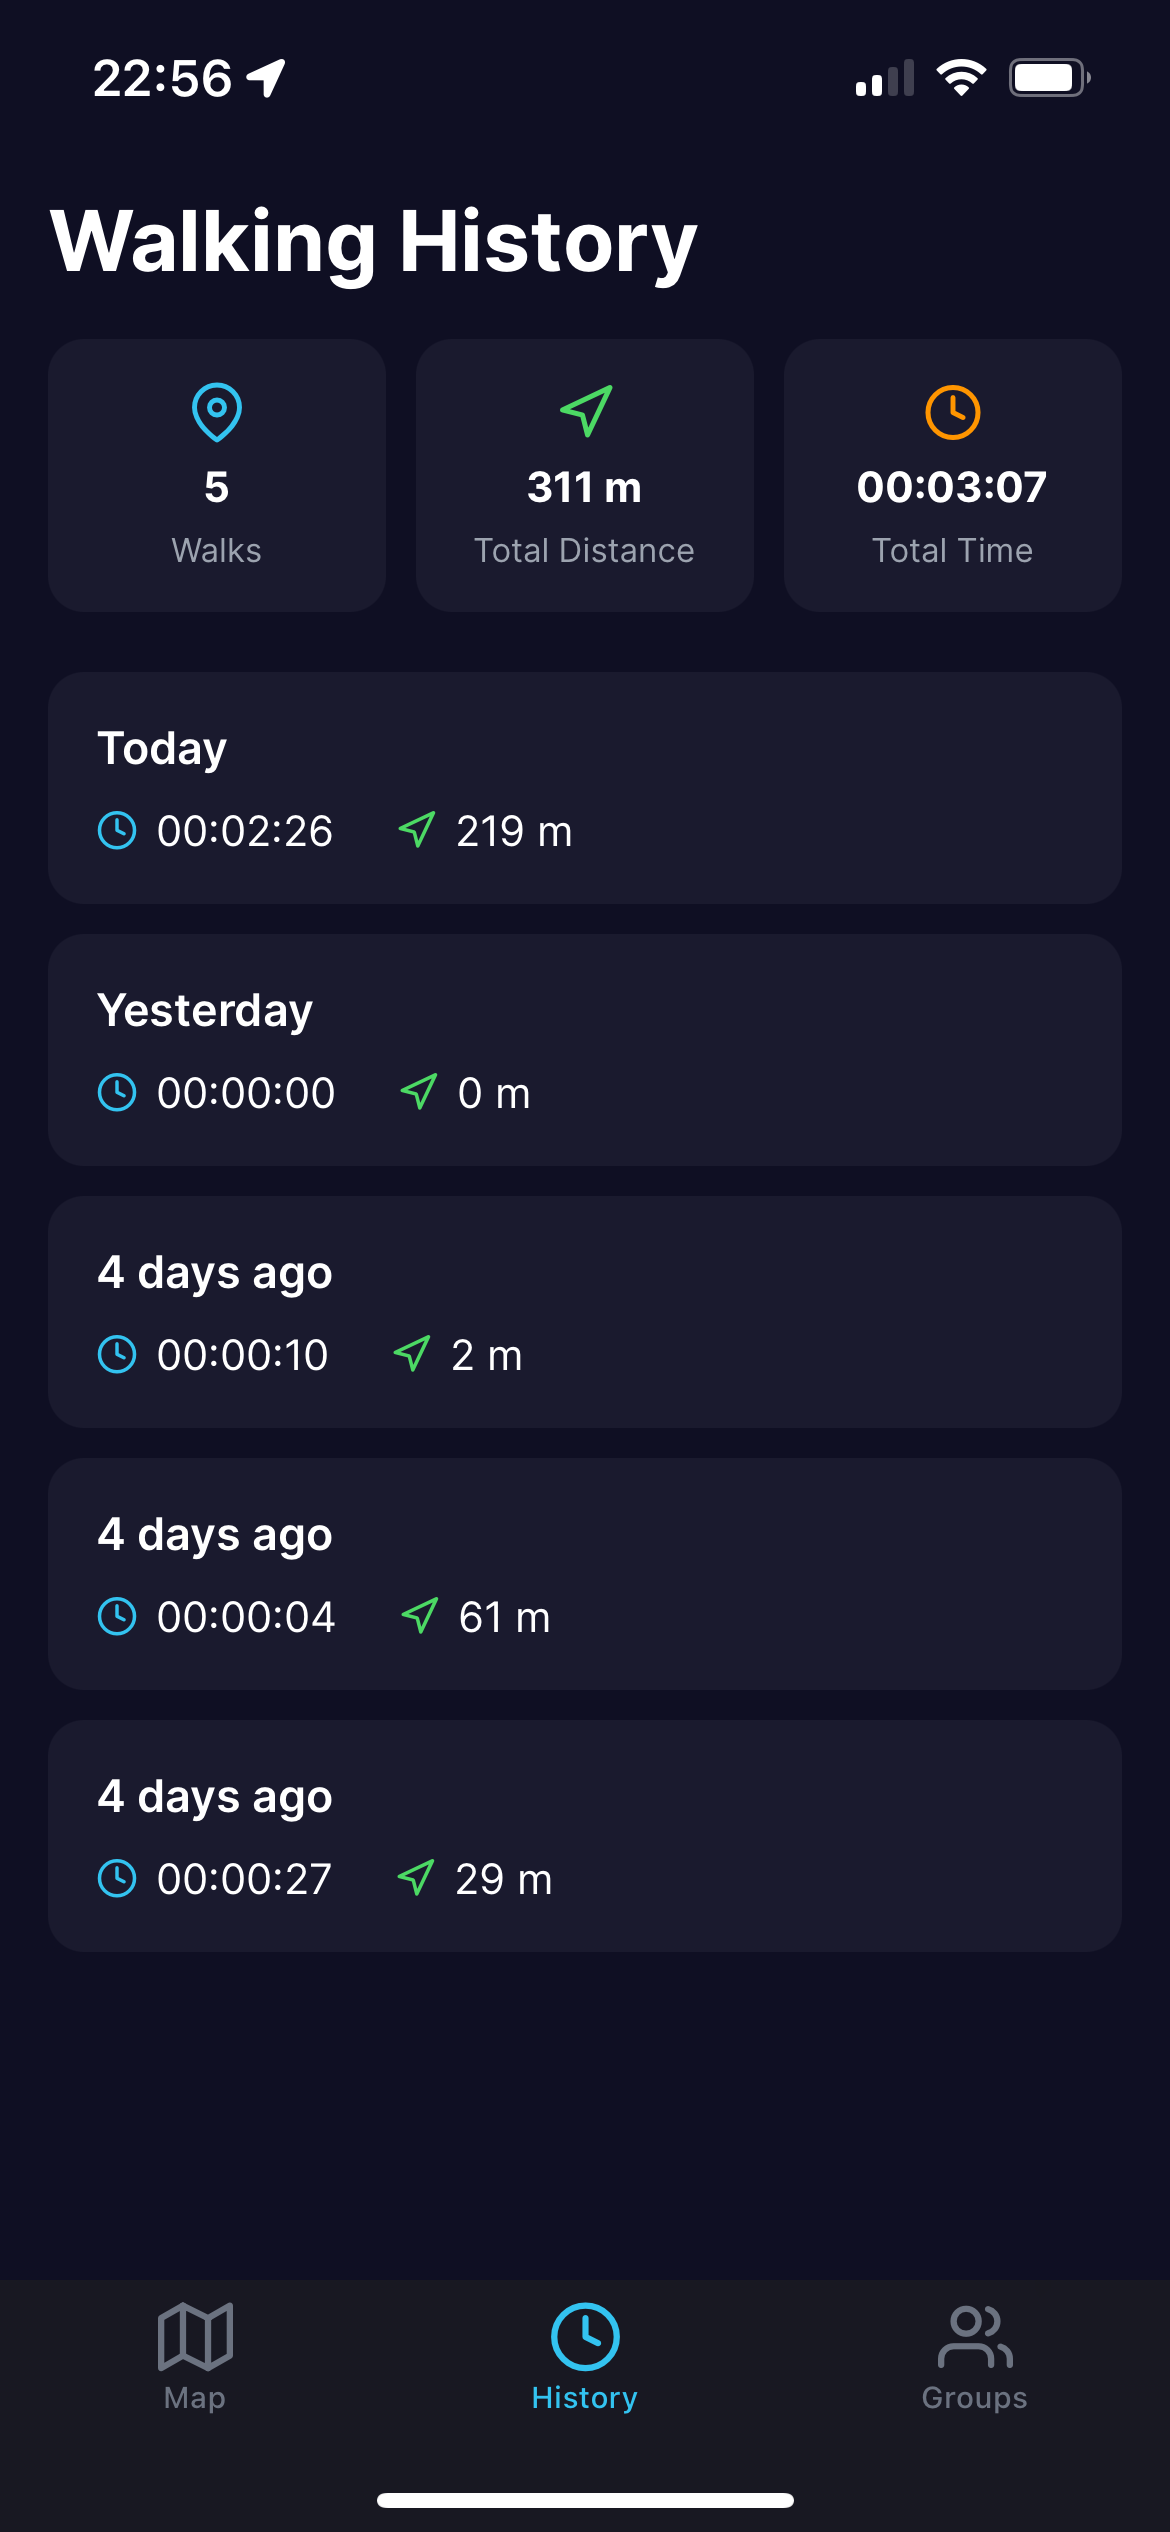 22:56
Walking History
5
Walks
311 m
Total Distance
00:03:07
Total Time
Today
00:02:26 219 m
Yesterday
00:00:00 0 m
4 days ago
00:00:10 2 m
4 days ago
00:00:04 61 m
4 days ago
00:00:27 29 m
Map
History
Groups